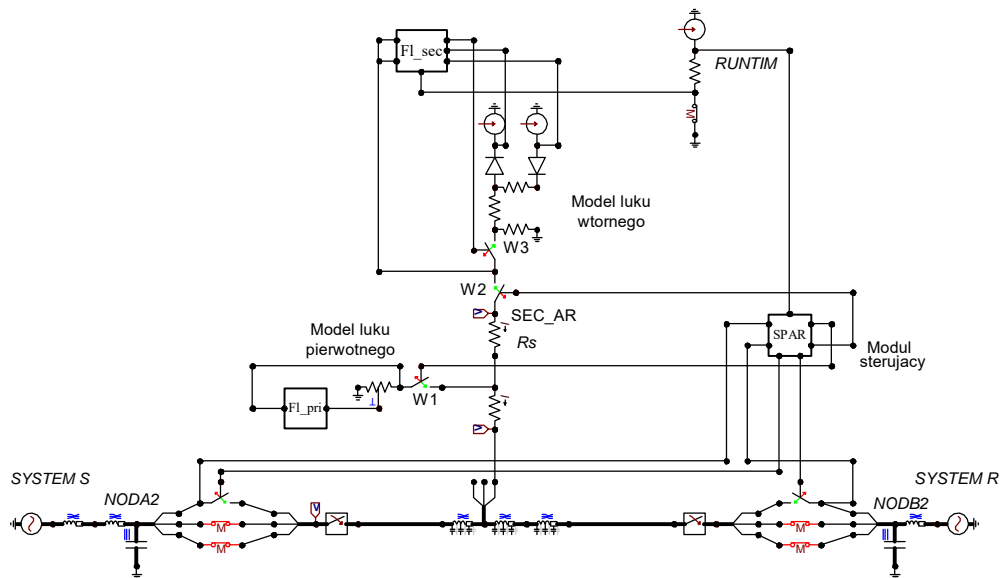 Fl_sec
RUNTIM
M
Model luku
wtornego
W3
W2
V
SEC_AR
Rs
I
SPAR
Modul
sterujacy
Model luku
pierwotnego
W1
I
Fl_pri
V
SYSTEM S
NODA2
SYSTEM R
NODB2
V
M
M
M
M